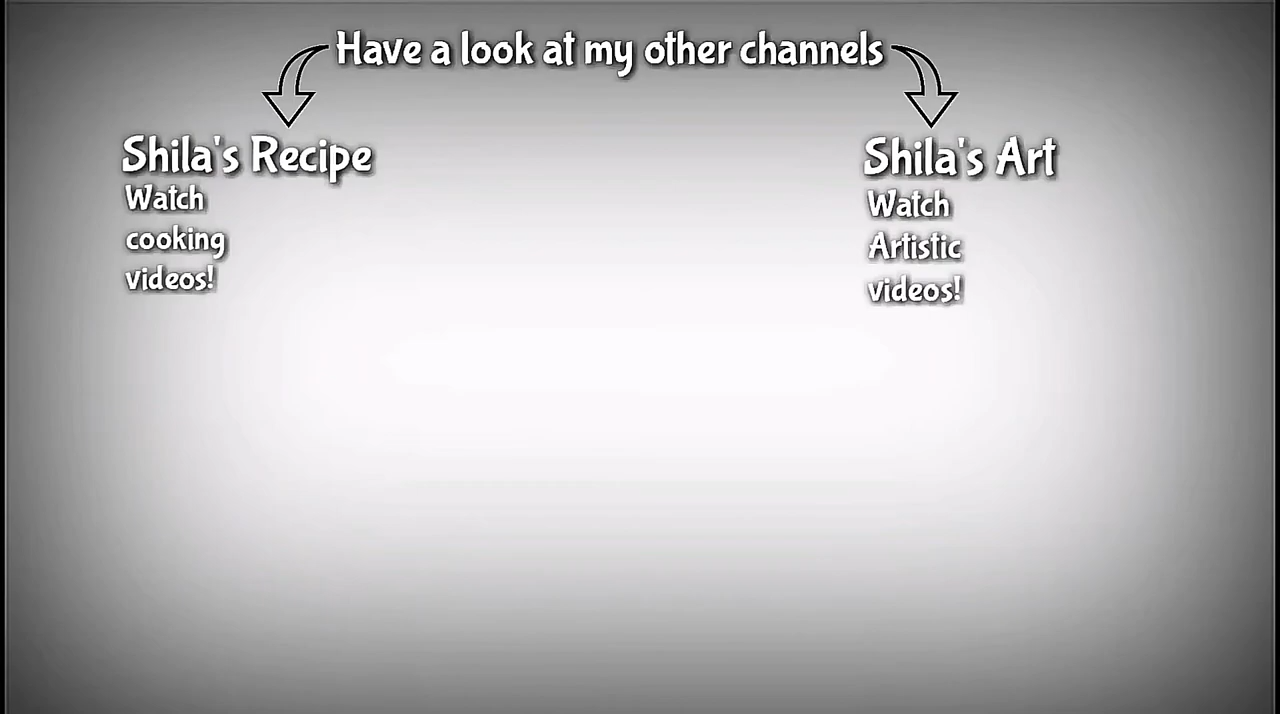 Have a look at my other channels
Shila's Recipe
Watch
cooking
videos!
Shila's Art
Watch
Artistic
videos!